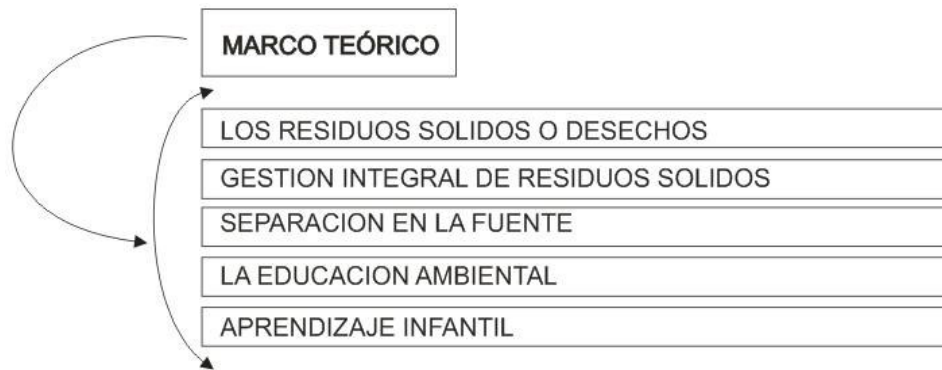 MARCO TEÓRICO
LOS RESIDUOS SOLIDOS O DESECHOS
GESTION INTEGRAL DE RESIDUOS SOLIDOS
SEPARACION EN LA FUENTE
LA EDUCACION AMBIENTAL
APRENDIZAJE INFANTIL